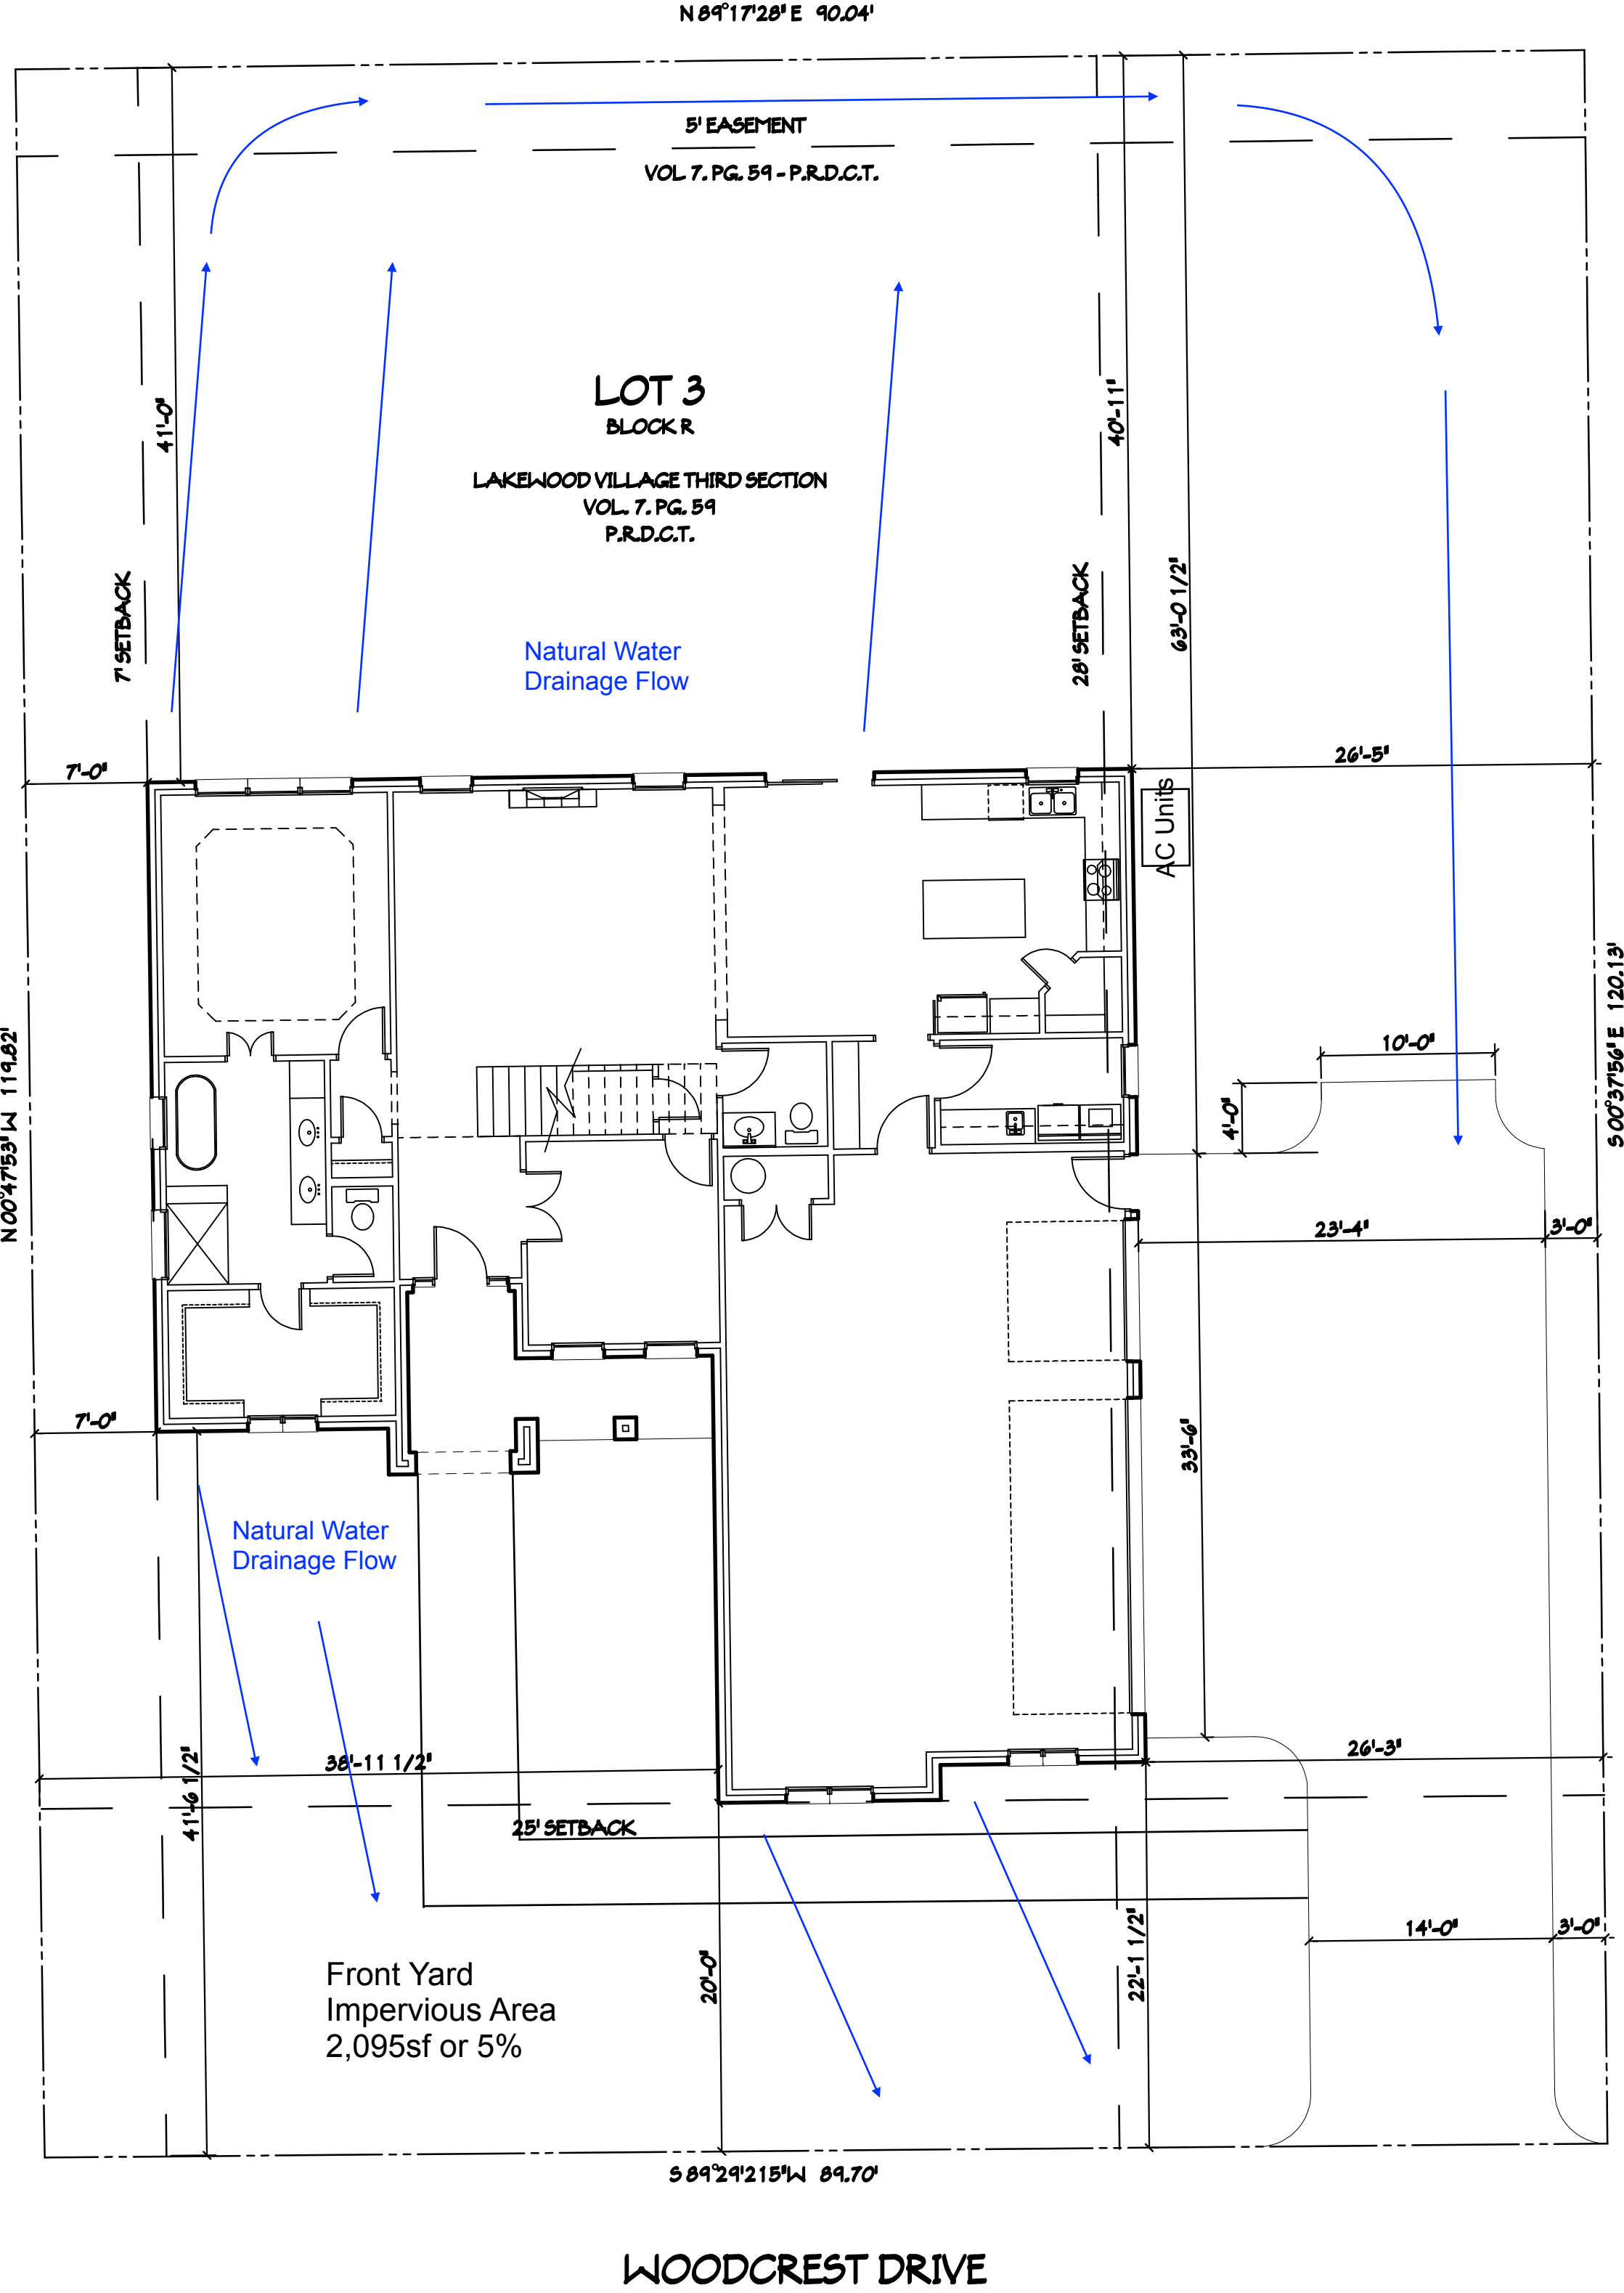 N 89°17'28" E 90.04'
5' EASEMENT
VOL 7. PG. 59 - P.R.D.C.T.
LOT 3
BLOCK R
LAKEWOOD VILLAGE THIRD SECTION
VOL. 7. PG. 59
P.R.D.C.T.
41'-0"
40'-11"
7' SETBACK
28' SETBACK
63'-0 1/2"
Natural Water
Drainage Flow
7'-0"
26'-5"
AC Units
N 00°47'53" W 119.82'
S 00°37'56" E 120.13'
10'-0"
4'-0"
23'-4"
3'-0"
7'-0"
33'-6"
Natural Water
Drainage Flow
38'-11 1/2"
41'-6 1/2"
26'-3"
25' SETBACK
14'-0"
3'-0"
20'-0"
22'-1 1/2"
Front Yard
Impervious Area
2,095sf or 5%
S 89°29'215"W 89.70'
WOODCREST DRIVE